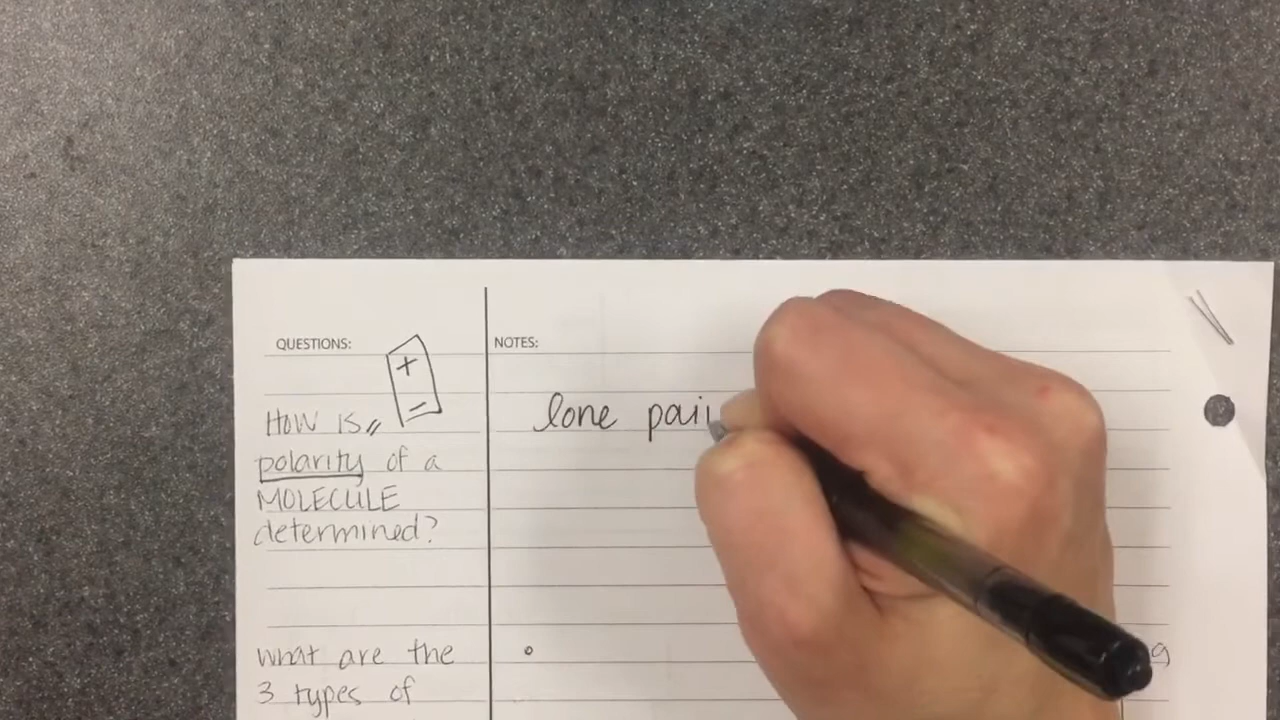 QUESTIONS:
+
-
How is
polarity of a
MOLECULE
determined?
what are the
3 types of
NOTES:
lone pai